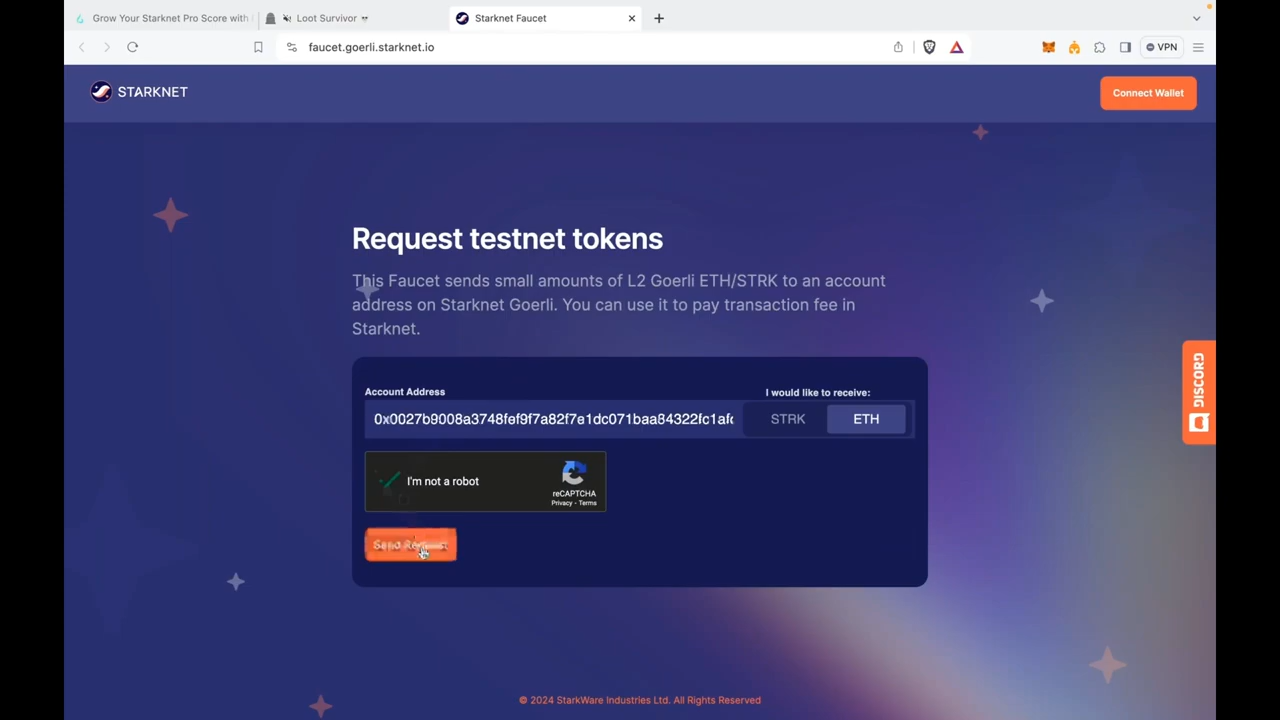 Grow Your Starknet Pro Score with
Loot Survivor
Starknet Faucet
faucet.goerli.starknet.io
VPN
STARKNET
Connect Wallet
Request testnet tokens
This Faucet sends small amounts of L2 Goerli ETH/STRK to an account
address on Starknet Goerli. You can use it to pay transaction fee in
Starknet.
Account Address
I would like to receive:
STRK
ETH
I'm not a robot
reCAPTCHA
Privacy - Terms
DISCORD
© 2024 StarkWare Industries Ltd. All Rights Reserved